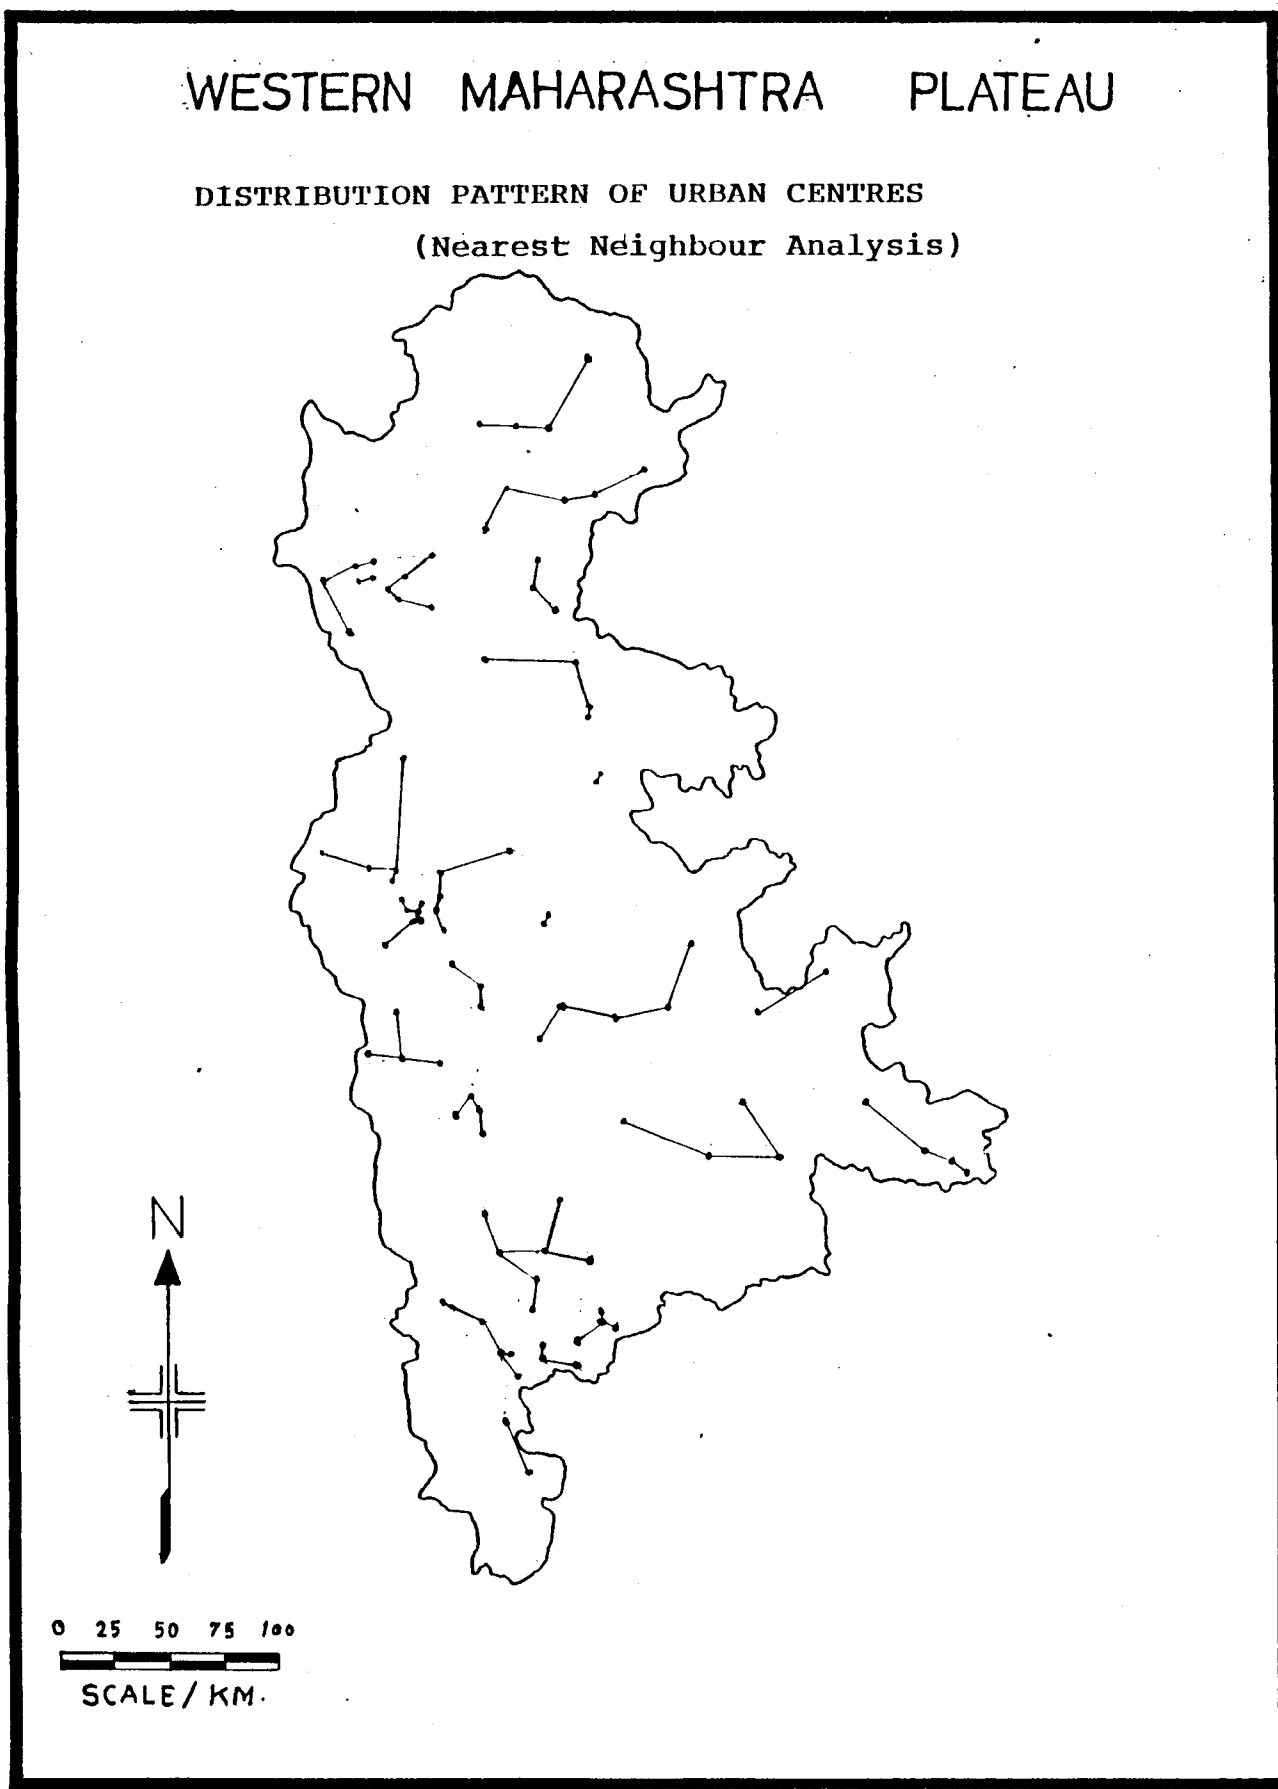 WESTERN MAHARASHTRA PLATEAU
DISTRIBUTION PATTERN OF URBAN CENTRES
(Nearest Neighbour Analysis)
N
0 25 50 75 100
SCALE/KM.